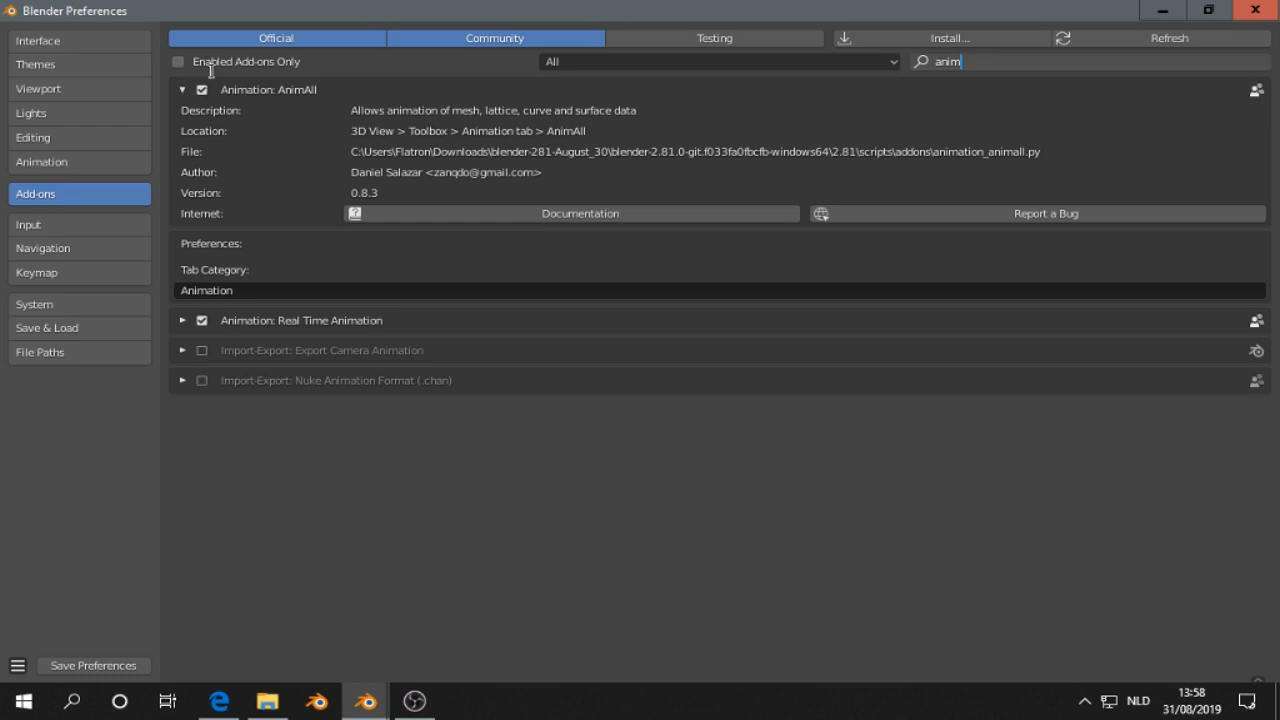 Blender Preferences
Interface
Themes
Viewport
Lights
Editing
Animation
Add-ons
Input
Navigation
Keymap
System
Save & Load
File Paths
Save Preferences
Official Community Testing Install... Refresh
Enabled Add-ons Only All anim
Animation: AnimAll
Description: Allows animation of mesh, lattice, curve and surface data
Location: 3D View > Toolbox > Animation tab > AnimAll
File: C:\Users\Flatron\Downloads\blender-281-August_30\blender-2.81.0-git.f033fa0fbcfb-windows64\2.81\scripts\addons\animation_animall.py
Author: Daniel Salazar <zanqdo@gmail.com>
Version: 0.8.3
Internet: Documentation Report a Bug
Preferences:
Tab Category:
Animation
Animation: Real Time Animation
Import-Export: Export Camera Animation
Import-Export: Nuke Animation Format (.chan)
NLD
13:58
31/08/2019